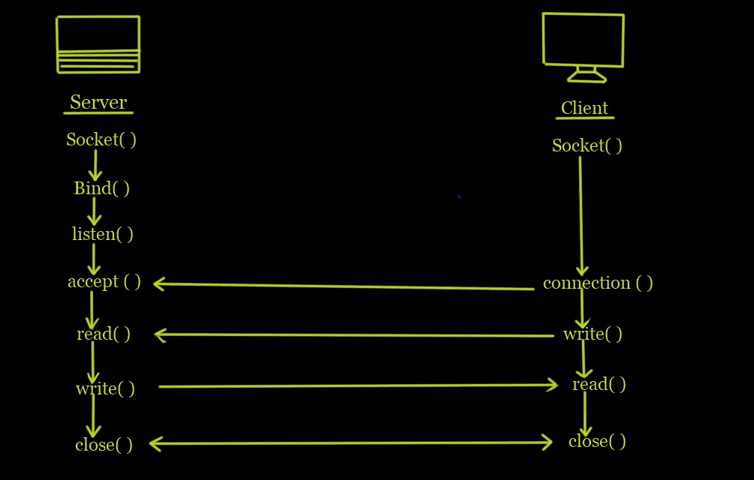 Server
Socket( )
Bind( )
listen( )
accept ( )
read( )
write( )
close( )
Client
Socket( )
connection ( )
write( )
read( )
close( )